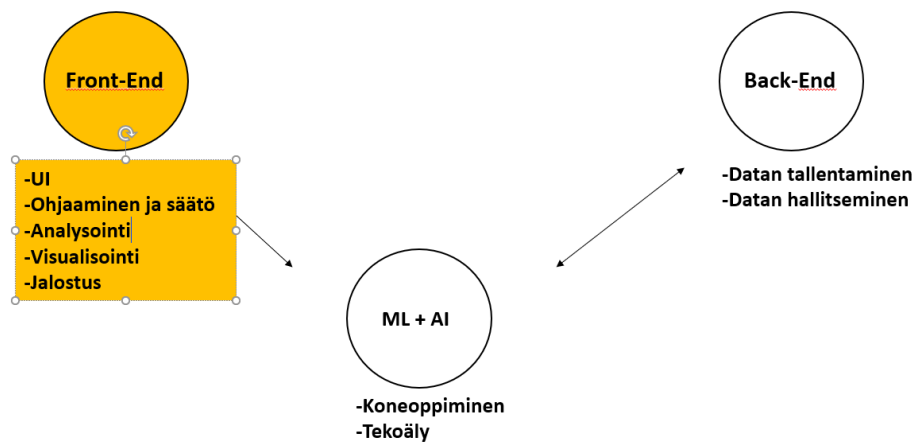 Front-End
-UI
-Ohjaaminen ja säätö
-Analysointi
-Visualisointi
-Jalostus
ML + AI
-Koneoppiminen
-Tekoäly
Back-End
-Datan tallentaminen
-Datan hallitseminen